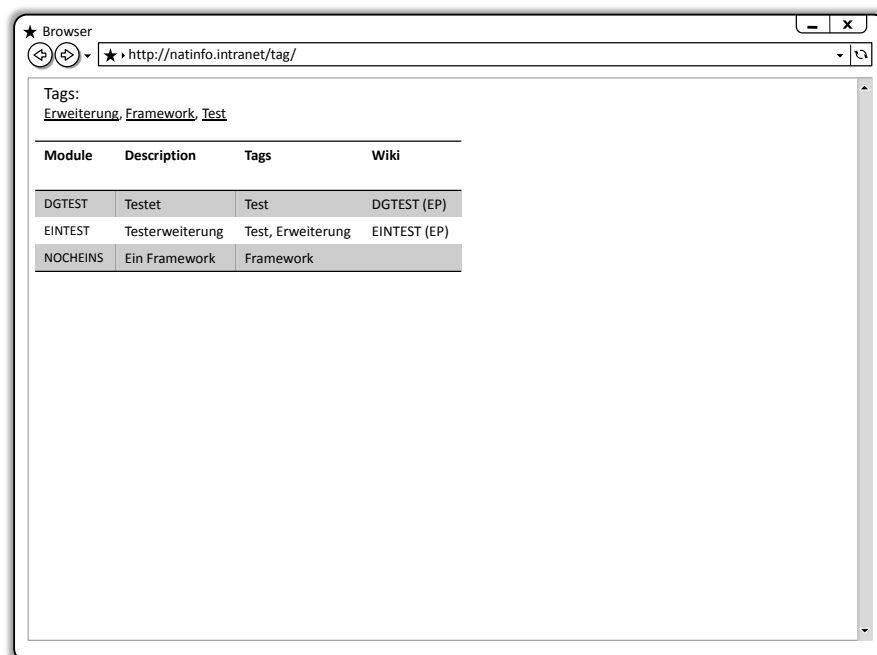 Browser
http://natinfo.intranet/tag/
Tags:
Erweiterung, Framework, Test
Module Description Tags Wiki
DGTEST Testet Test DGTEST (EP)
EINTEST Testerweiterung Test, Erweiterung EINTEST (EP)
NOCHEINS Ein Framework Framework